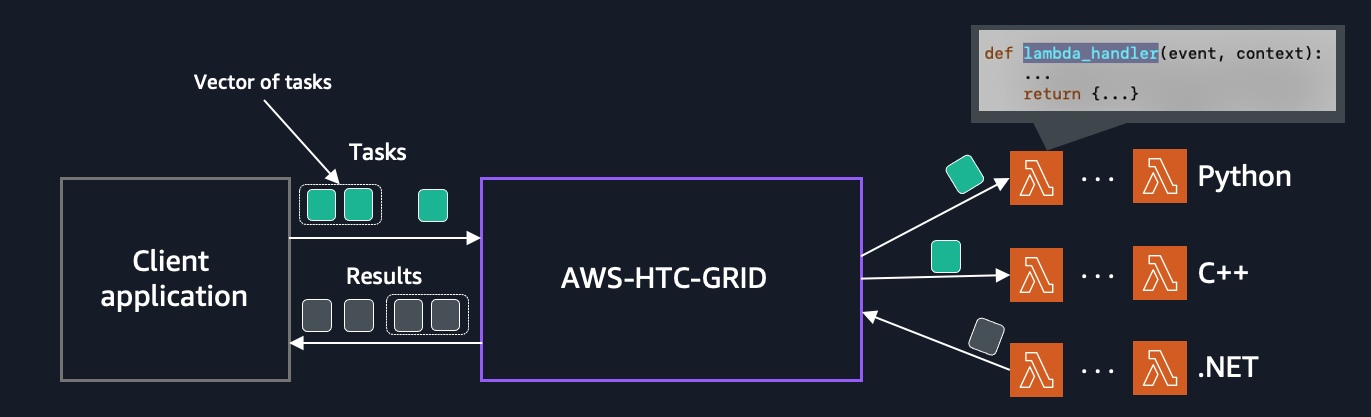 def lambda_handler(event, context):
...
return {...}
Vector of tasks
Tasks
Client
application
Results
AWS-HTC-GRID
... Python
... C++
... .NET